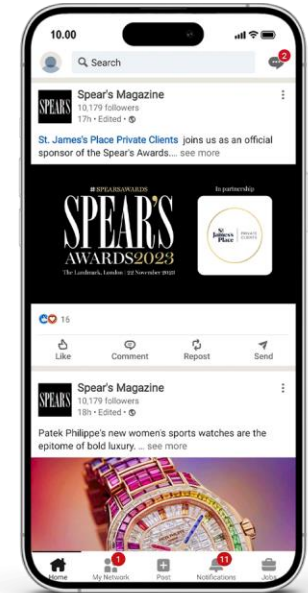 10.00
Search
2
SPEAR'S
Spear's Magazine
10,179 followers
17h • Edited •
St. James's Place Private Clients joins us as an official
sponsor of the Spear's Awards.... see more
#SPEARSAWARDS
SPEAR'S
AWARDS2023
The Landmark, London | 22 November 2023
In partnership
St
James's
Place
PRIVATE
CLIENTS
16
Like
Comment
Repost
Send
SPEAR'S
Spear's Magazine
10,179 followers
18h • Edited •
Patek Philippe's new women's sports watches are the
epitome of bold luxury. ... see more
Home
1
My Network
Post
11
Notifications
Jobs